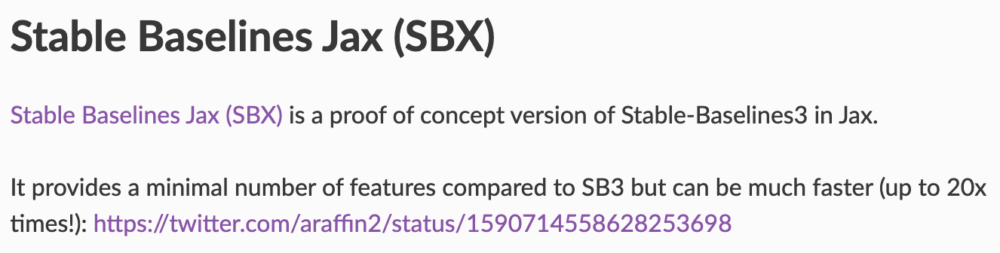 Stable Baselines Jax (SBX)
Stable Baselines Jax (SBX) is a proof of concept version of Stable-Baselines3 in Jax.
It provides a minimal number of features compared to SB3 but can be much faster (up to 20x
times!): https://twitter.com/araffin2/status/1590714558628253698